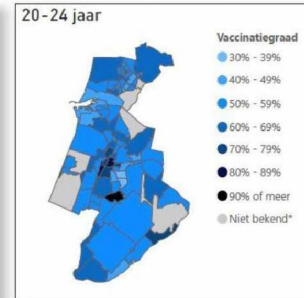 20-24 jaar
Vaccinatiegraad
30% - 39%
40% - 49%
50% - 59%
60% - 69%
70% - 79%
80% - 89%
90% of meer
Niet bekend*